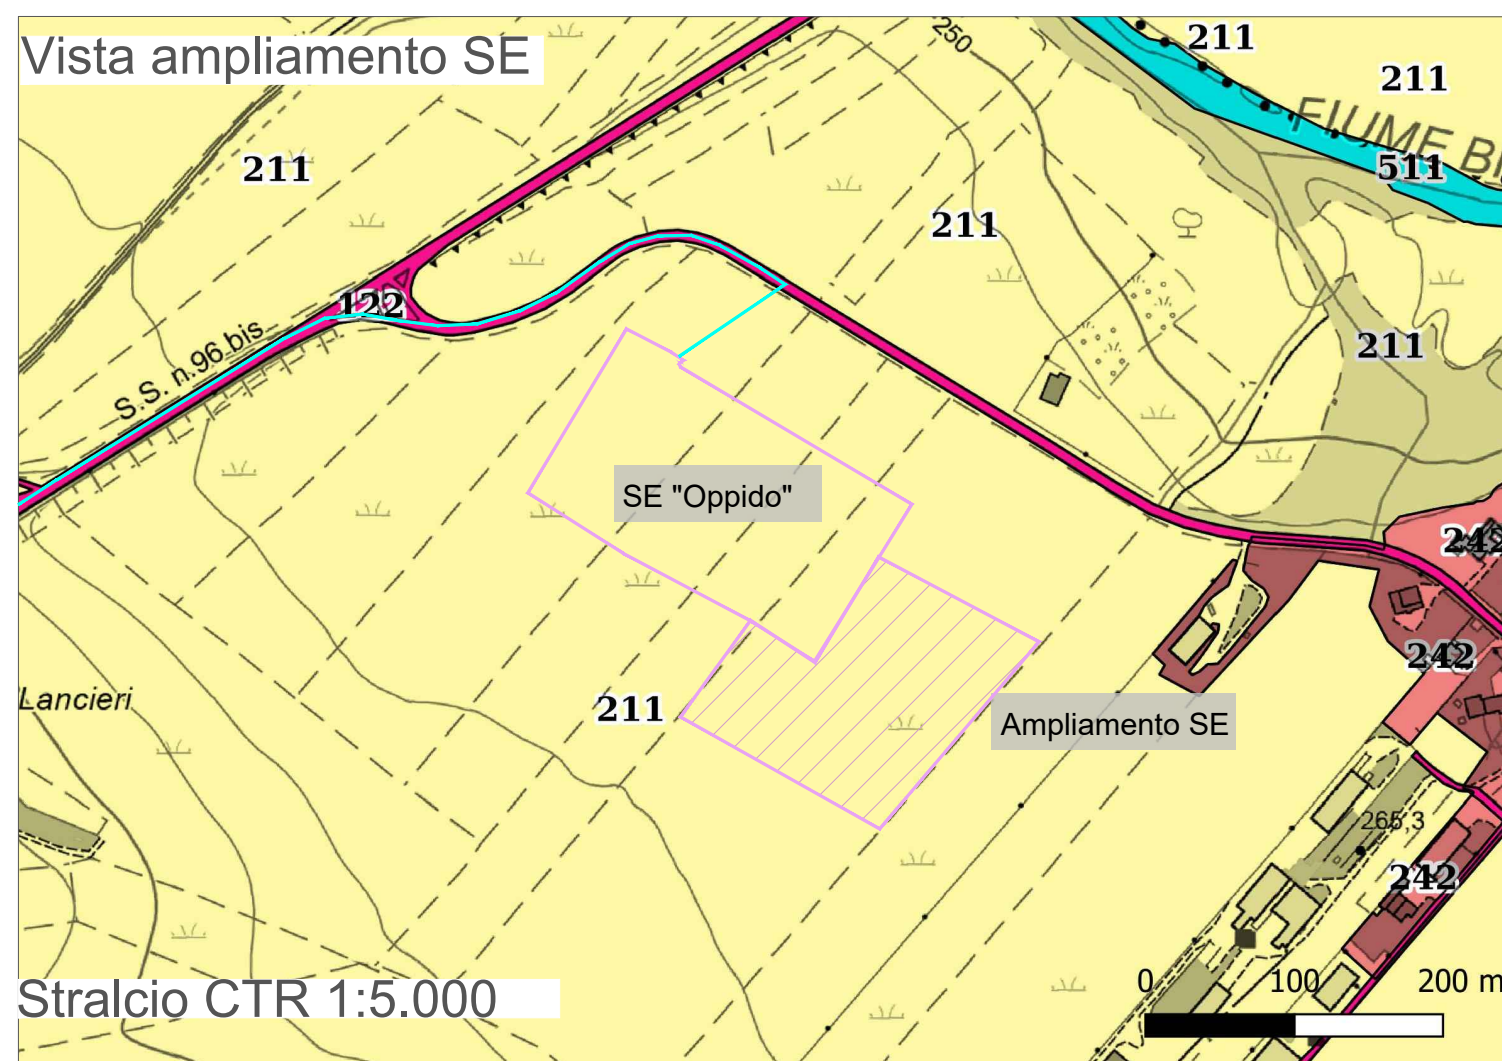 Vista ampliamento SE
250
211
211
FIUME B
511
211
211
122
S.S. n.96 bis
211
SE "Oppido"
242
242
Lancieri
211
Ampliamento SE
265,3
242
0 100 200 m
Stralcio CTR 1:5.000